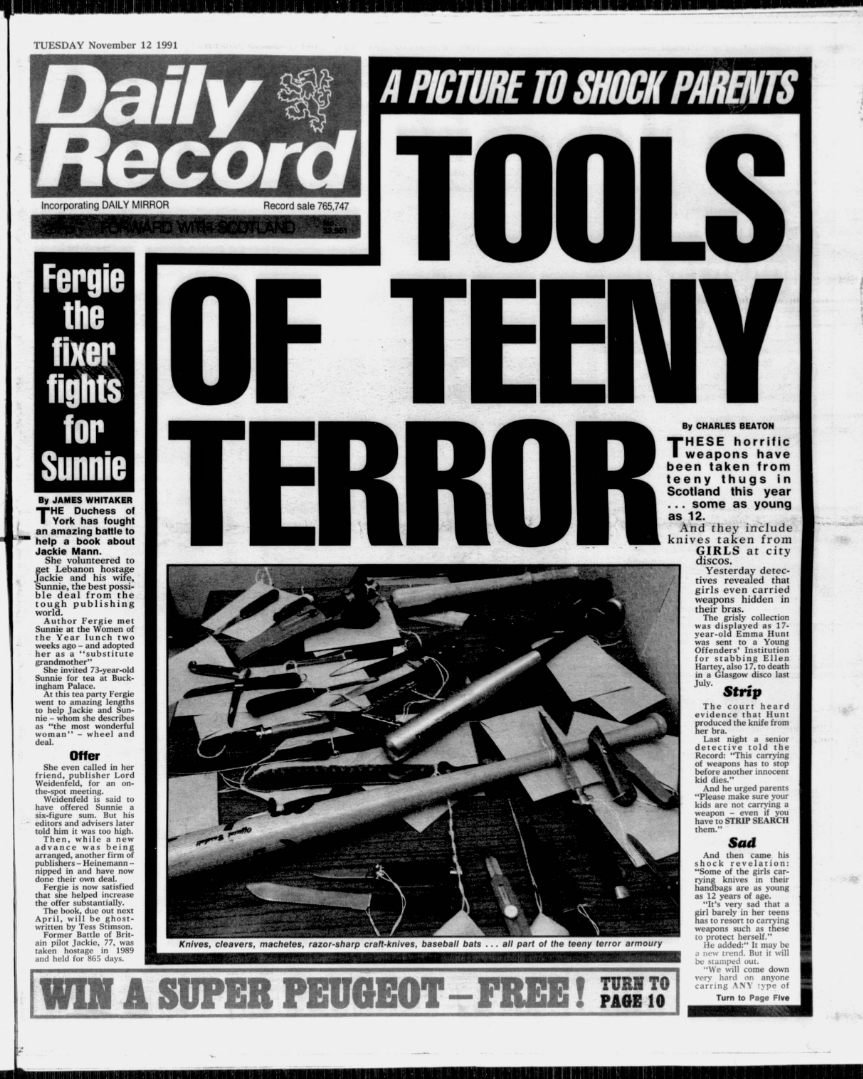 TUESDAY November 12 1991
Daily
Record
Incorporating DAILY MIRROR
Record sale 765,747
FORWARD WITH SCOTLAND
A PICTURE TO SHOCK PARENTS
TOOLS
OF TEENY
TERROR
Fergie
the
fixer
fights
for
Sunnie
By JAMES WHITAKER
THE Duchess of
York has fought
an amazing battle to
help a book about
Jackie Mann.
She volunteered to
get Lebanon hostage
Jackie and his wife,
Sunnie, the best possi-
ble deal from the
tough publishing
world.
Author Fergie met
Sunnie at the Women of
the Year lunch two
weeks ago – and adopted
her as a "substitute
grandmother"
She invited 73-year-old
Sunnie for tea at Buck-
ingham Palace.
At this tea party Fergie
went to amazing lengths
to help Jackie and Sun-
nie – whom she describes
as "the most wonderful
woman" – wheel and
deal.
Offer
She even called in her
friend, publisher Lord
Weidenfeld, for an on-
the-spot meeting.
Weidenfeld is said to
have offered Sunnie a
six-figure sum. But his
editors and advisers later
told him it was too high.
Then, while a new
advance was being
arranged, another firm of
publishers – Heinemann –
nipped in and have now
done their own deal.
Fergie is now satisfied
that she helped increase
the offer substantially.
The book, due out next
April, will be ghost-
written by Tess Stimson.
Former Battle of Brit-
ain pilot Jackie, 77, was
taken hostage in 1989
and held for 865 days.
By CHARLES BEATON
THESE horrific
weapons have
been taken from
teeny thugs in
Scotland this year
... some as young
as 12.
And they include
knives taken from
GIRLS at city
discos.
Yesterday detec-
tives revealed that
girls even carried
weapons hidden in
their bras.
The grisly collection
was displayed as 17-
year-old Emma Hunt
was sent to a Young
Offenders' Institution
for stabbing Ellen
Hartey, also 17, to death
in a Glasgow disco last
July.
Strip
The court heard
evidence that Hunt
produced the knife from
her bra.
Last night a senior
detective told the
Record: "This carrying
of weapons has to stop
before another innocent
kid dies."
And he urged parents
"Please make sure your
kids are not carrying a
weapon – even if you
have to STRIP SEARCH
them."
Sad
And then came his
shock revelation:
"Some of the girls car-
rying knives in their
handbags are as young
as 12 years of age.
"It's very sad that a
girl barely in her teens
has to resort to carrying
weapons such as these
to protect herself."
He added:" It may be
a new trend. But it will
be stamped out.
"We will come down
very hard on anyone
carring ANY type of
Turn to Page Five
Knives, cleavers, machetes, razor-sharp craft-knives, baseball bats ... all part of the teeny terror armoury
WIN A SUPER PEUGEOT – FREE!
TURN TO
PAGE 10